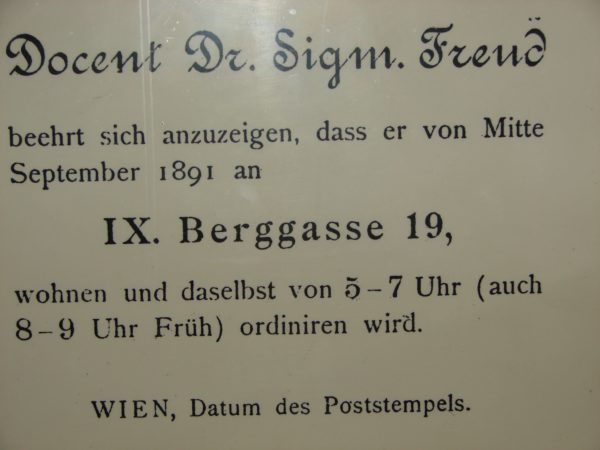 Docent Dr. Sigm. Freud
beehrt sich anzuzeigen, dass er von Mitte
September 1891 an
IX. Berggasse 19,
wohnen und daselbst von 5–7 Uhr (auch
8–9 Uhr Früh) ordiniren wird.
WIEN, Datum des Poststempels.